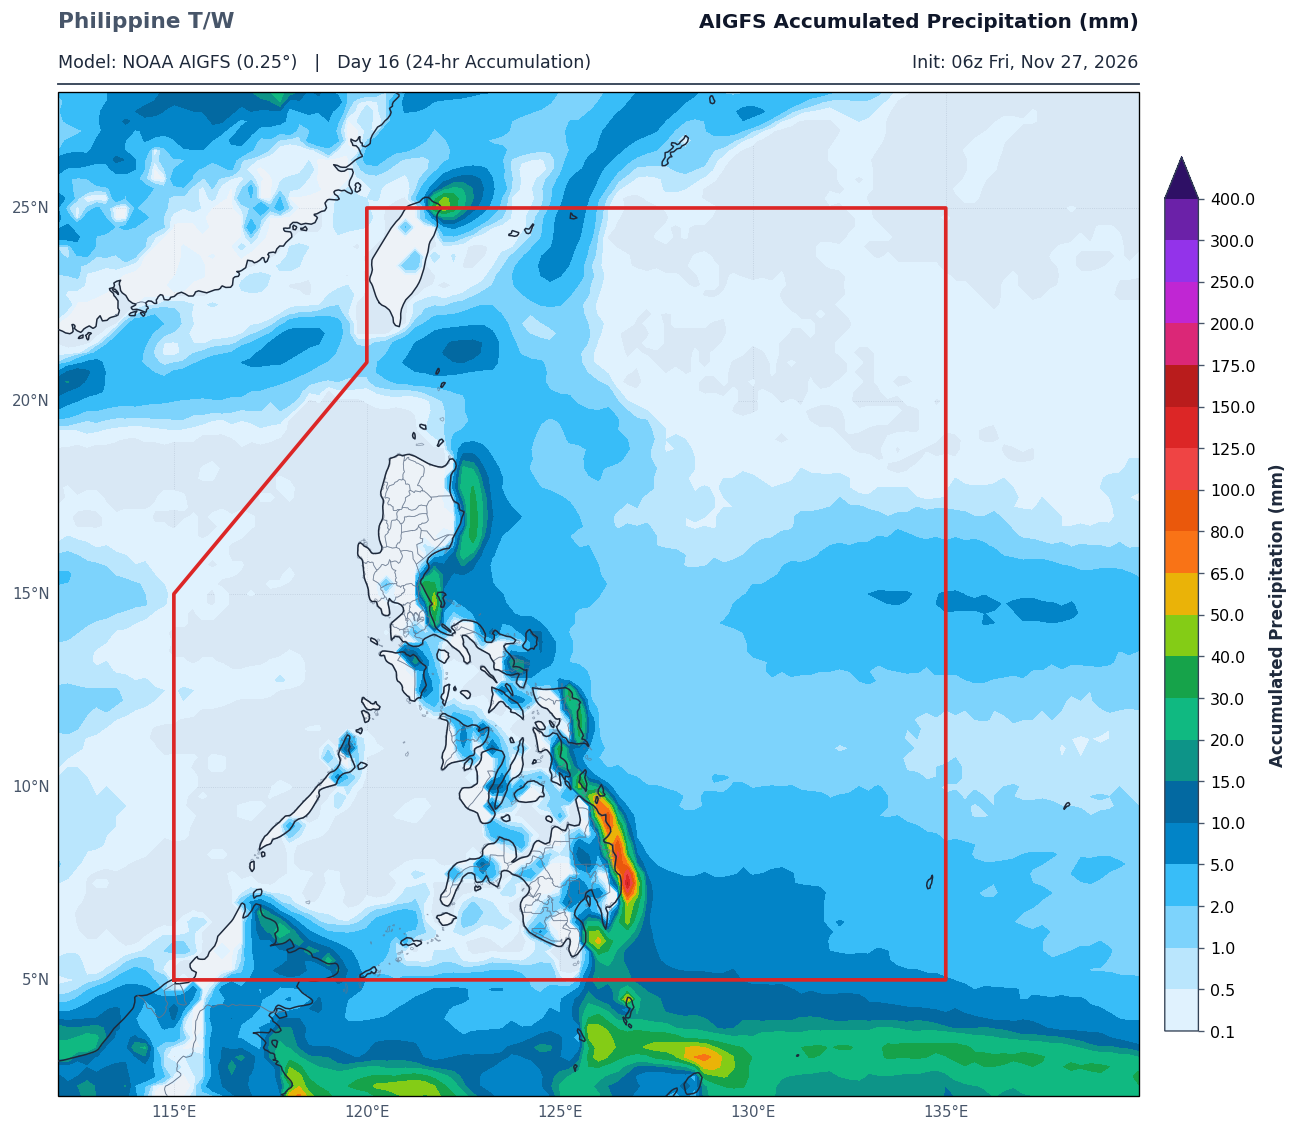 Philippine T/W
AIGFS Accumulated Precipitation (mm)
Model: NOAA AIGFS (0.25°) | Day 16 (24-hr Accumulation)
Init: 06z Fri, Nov 27, 2026
25°N
20°N
15°N
10°N
5°N
115°E
120°E
125°E
130°E
135°E
400.0
300.0
250.0
200.0
175.0
150.0
125.0
100.0
80.0
65.0
50.0
40.0
30.0
20.0
15.0
10.0
5.0
2.0
1.0
0.5
0.1
Accumulated Precipitation (mm)